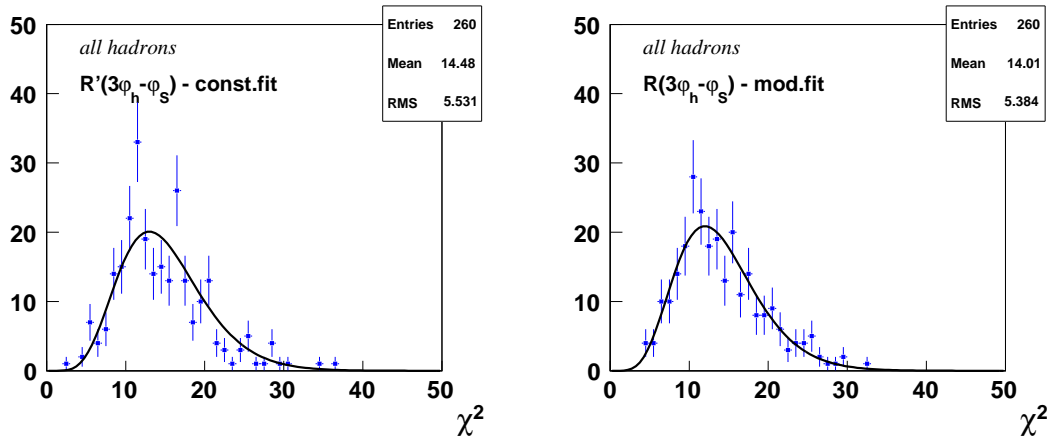 50
40
30
20
10
0
0 10 20 30 40 50
all hadrons
R’(3φh-φS) - const.fit
Entries 260
Mean 14.48
RMS 5.531
χ2
50
40
30
20
10
0
0 10 20 30 40 50
all hadrons
R(3φh-φS) - mod.fit
Entries 260
Mean 14.01
RMS 5.384
χ2